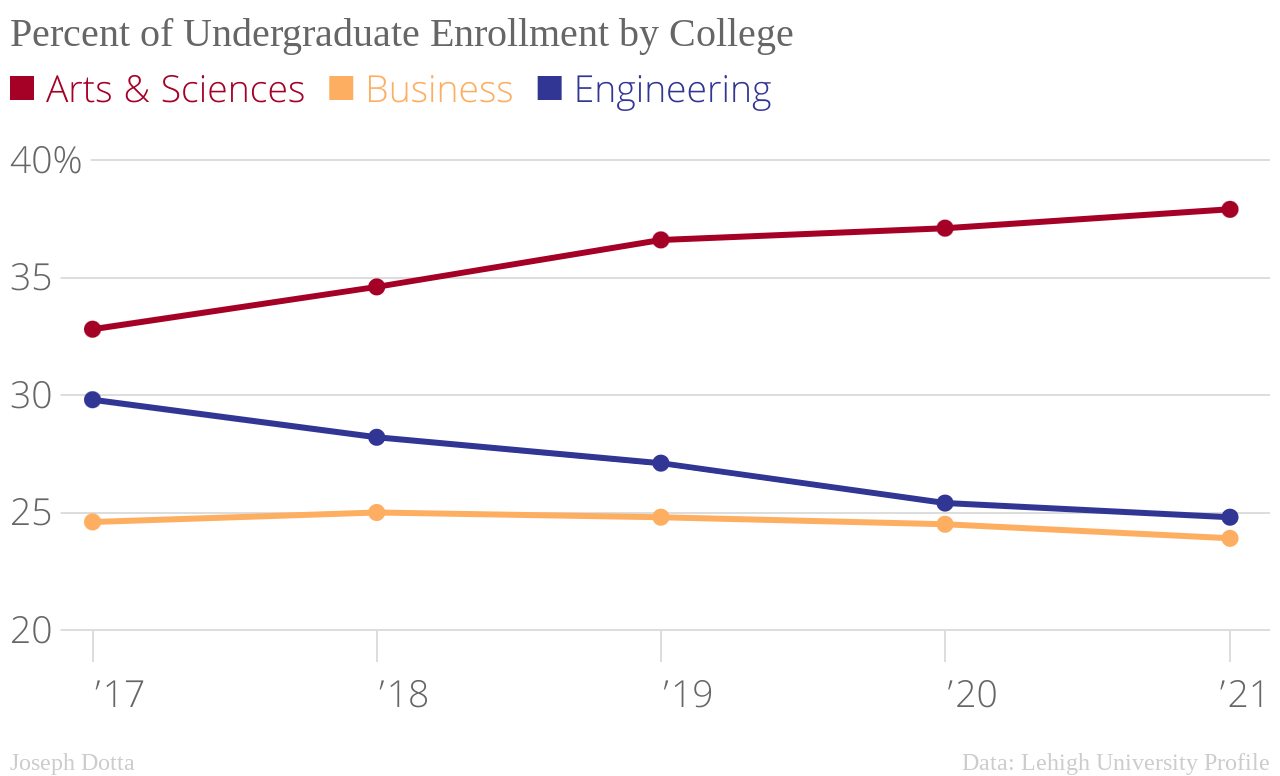 Percent of Undergraduate Enrollment by College
Arts & Sciences Business Engineering
40%
35
30
25
20
’17 ’18 ’19 ’20 ’21
Joseph Dotta Data: Lehigh University Profile